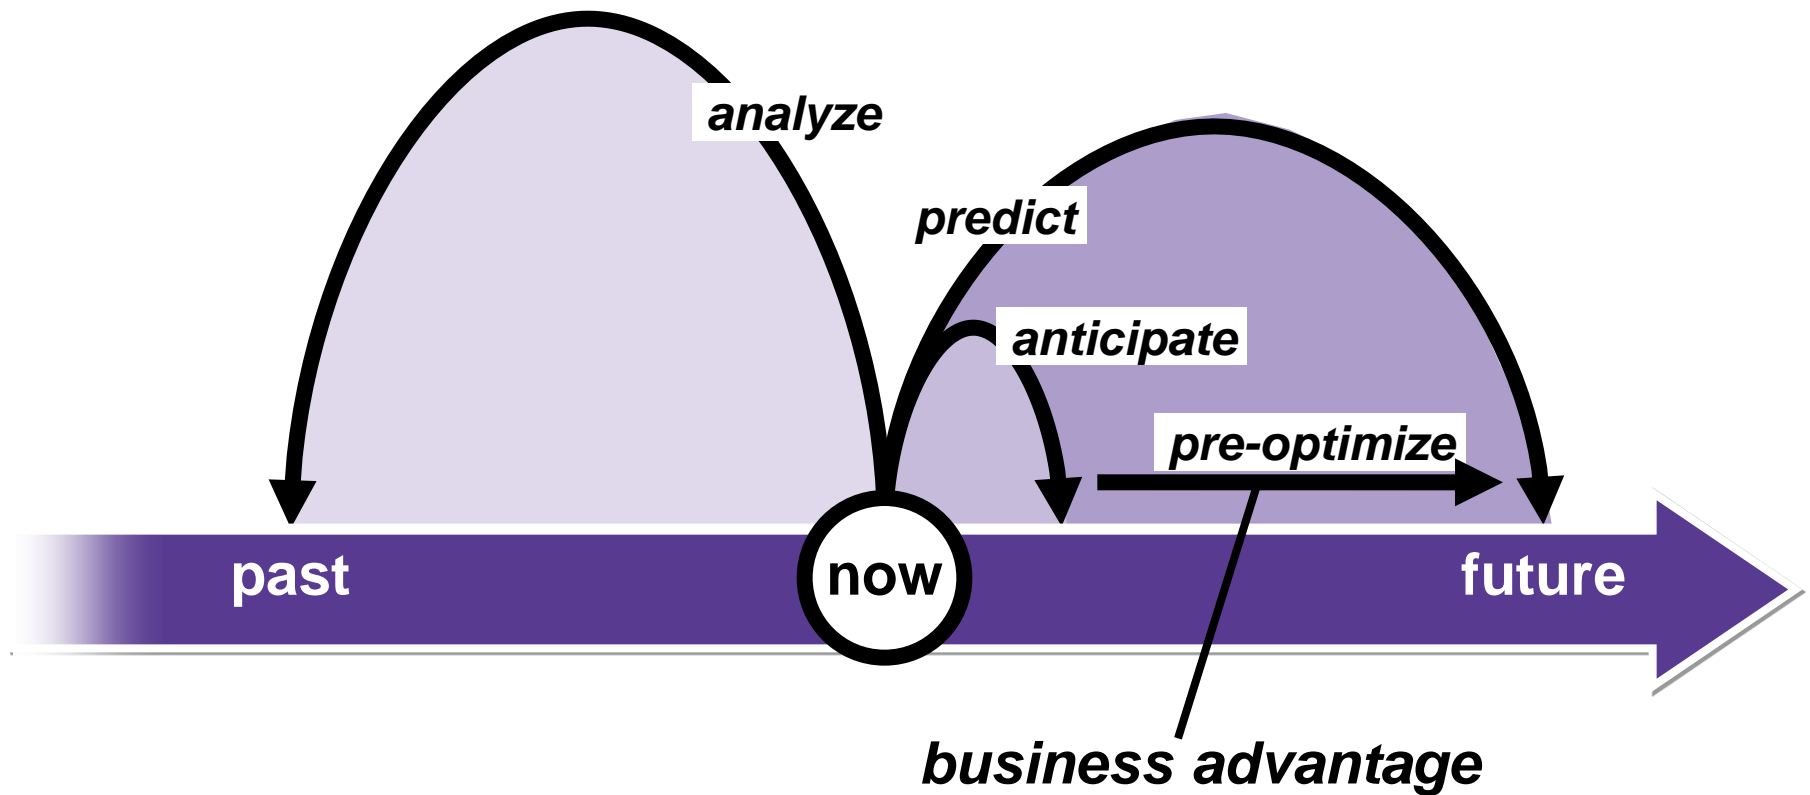 analyze
predict
anticipate
pre-optimize
past
now
future
business advantage